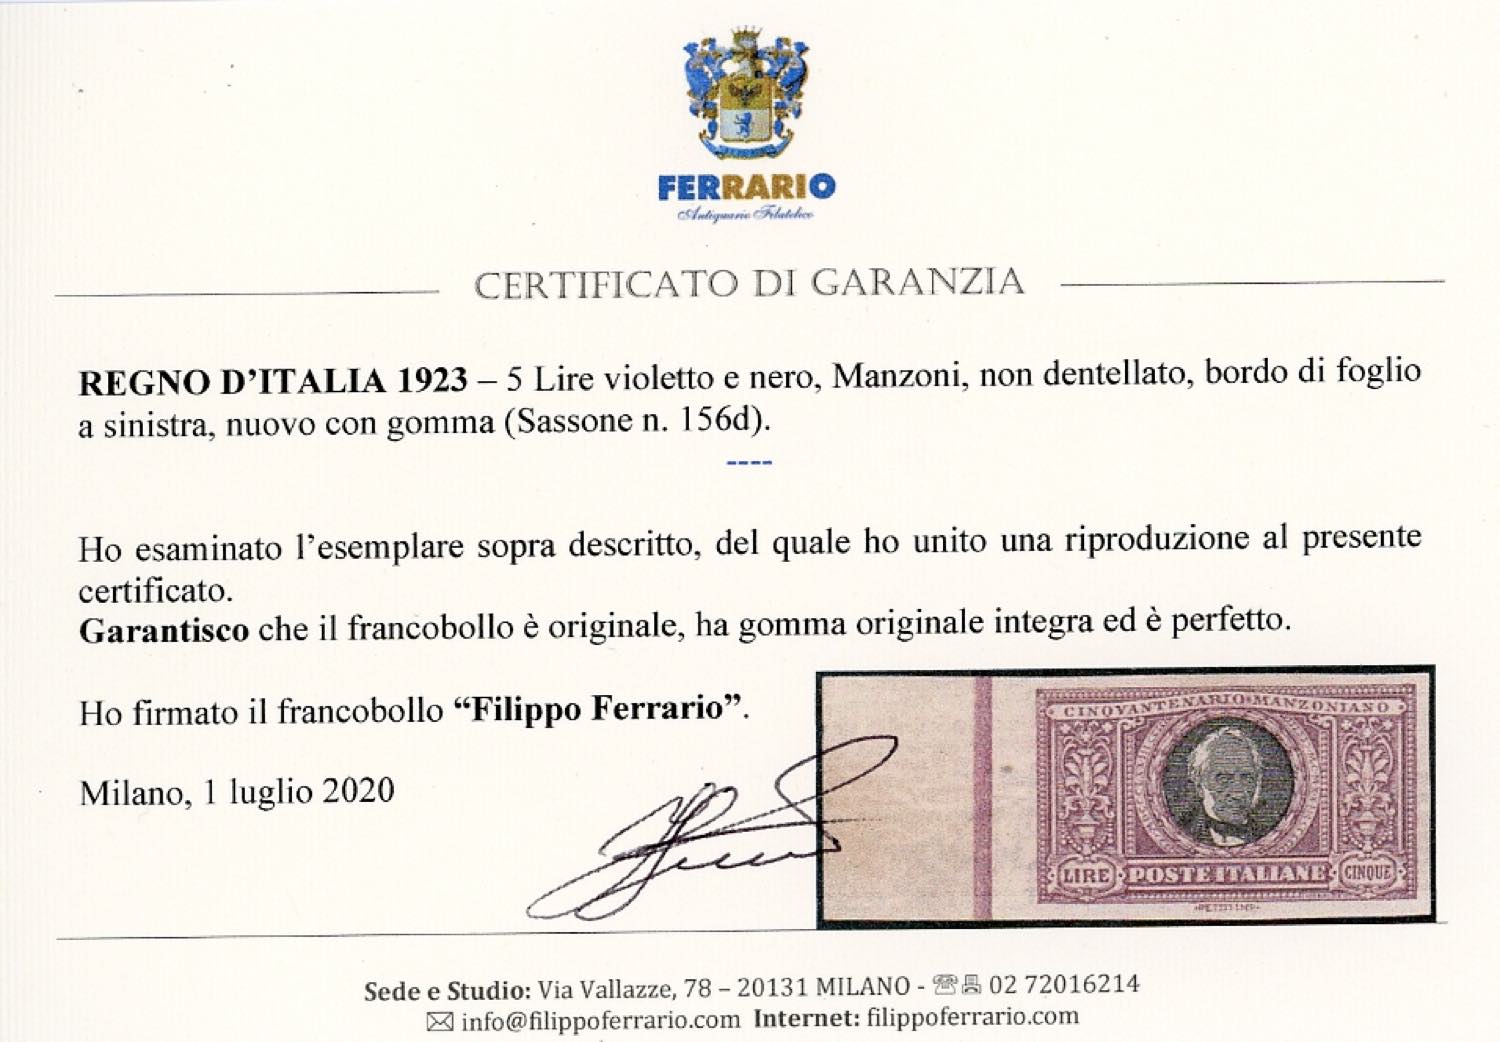 FERRARIO
Antiquario Filatelico
CERTIFICATO DI GARANZIA
REGNO D'ITALIA 1923 – 5 Lire violetto e nero, Manzoni, non dentellato, bordo di foglio
a sinistra, nuovo con gomma (Sassone n. 156d).
----
Ho esaminato l'esemplare sopra descritto, del quale ho unito una riproduzione al presente
certificato.
Garantisco che il francobollo è originale, ha gomma originale integra ed è perfetto.
Ho firmato il francobollo “Filippo Ferrario”.
Milano, 1 luglio 2020
CINQVANTENARIO MANZONIANO
LIRE POSTE ITALIANE CINQUE
Sede e Studio: Via Vallazze, 78 – 20131 MILANO - 02 72016214
info@filippoferrario.com Internet: filippoferrario.com